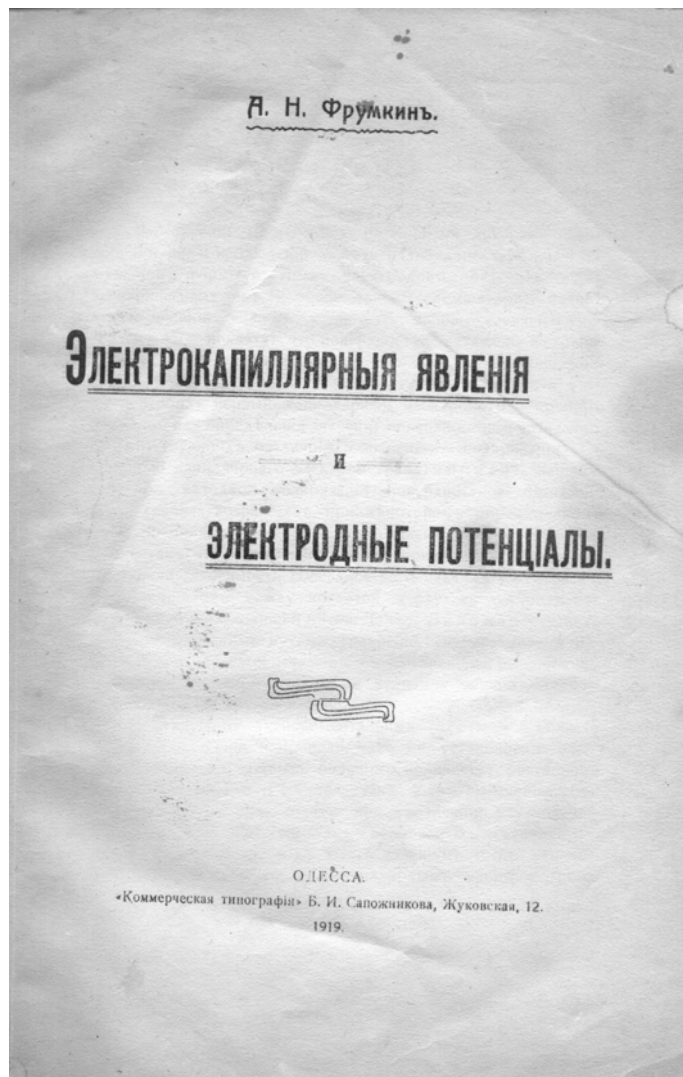 А. Н. Фрумкинъ.
Электрокапиллярныя явленія
и
электродные потенціалы.
ОДЕССА.
«Коммерческая типографія» Б. И. Сапожникова, Жуковская, 12.
1919.